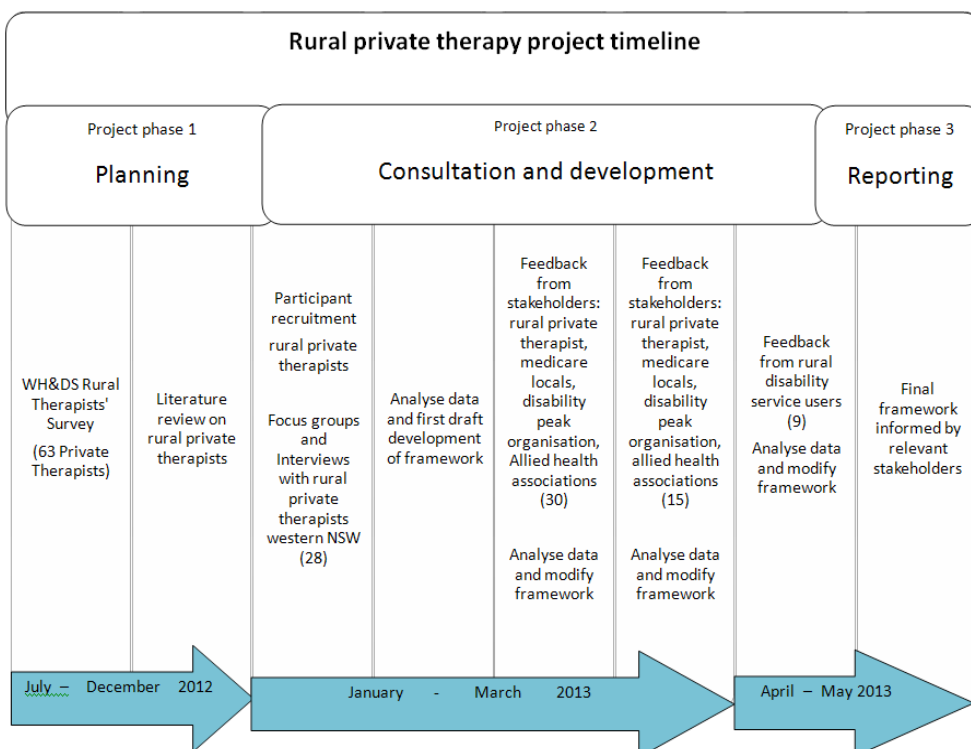 Rural private therapy project timeline
Project phase 1
Planning
Project phase 2
Consultation and development
Project phase 3
Reporting
WH&DS Rural
Therapists'
Survey
(63 Private
Therapists)
Literature
review on
rural private
therapists
Participant
recruitment
rural private
therapists
Focus groups
and
Interviews
with rural
private
therapists
western NSW
(28)
Analyse data
and first draft
development
of framework
Feedback
from
stakeholders:
rural private
therapist,
medicare
locals,
disability
peak
organisation,
Allied health
associations
(30)
Analyse data
and modify
framework
Feedback
from
stakeholders:
rural private
therapist,
medicare
locals,
disability
peak
organisation,
allied health
associations
(15)
Analyse data
and modify
framework
Feedback
from rural
disability
service users
(9)
Analyse data
and modify
framework
Final
framework
informed by
relevant
stakeholders
July – December 2012
January - March 2013
April – May 2013